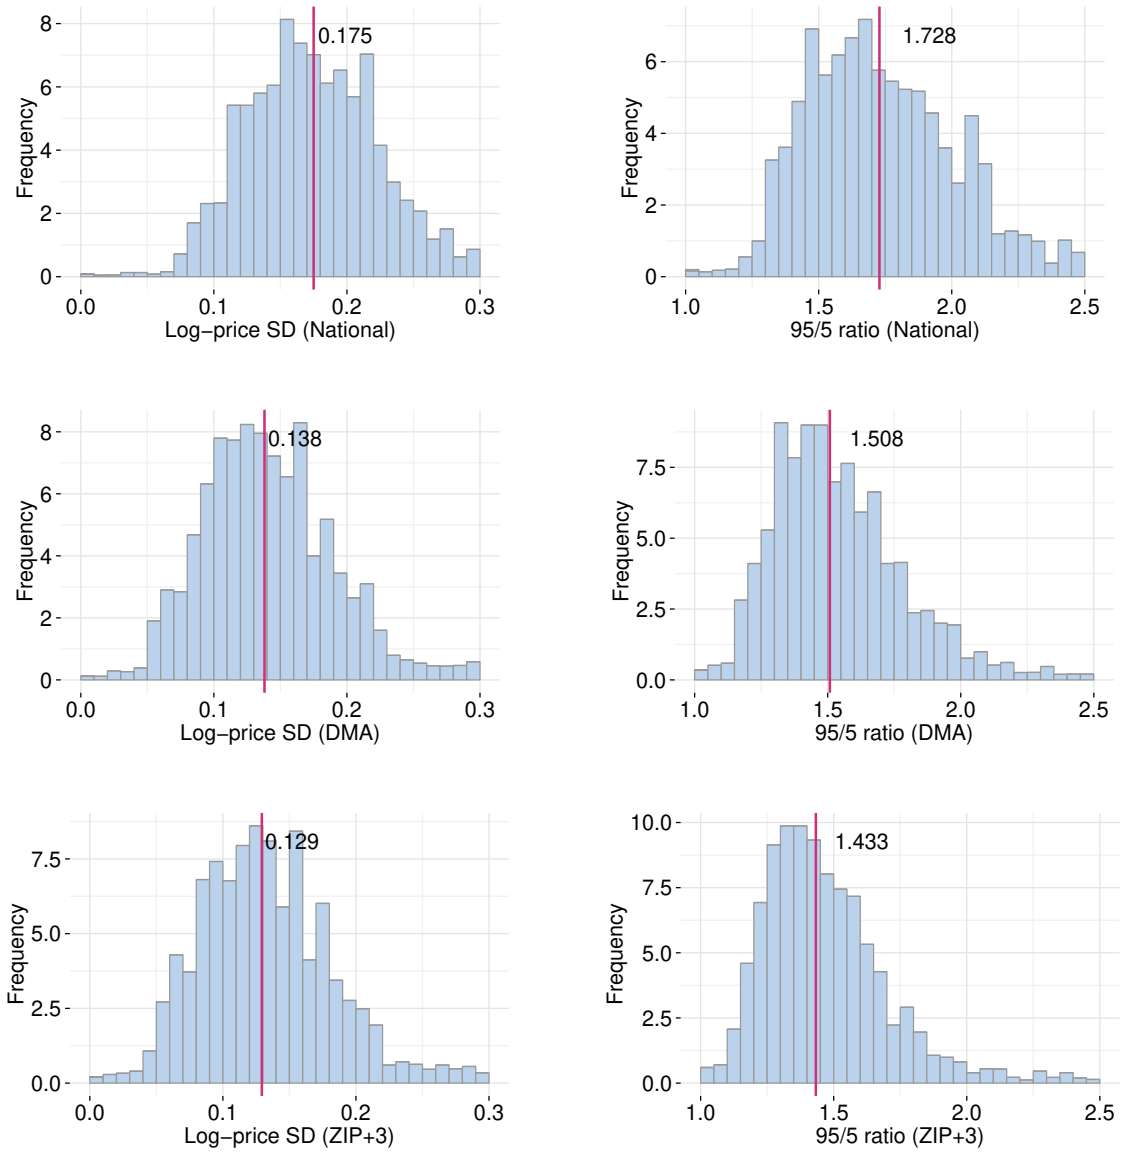 0.175
8
6
4
2
0
Frequency
0.0 0.1 0.2 0.3
Log−price SD (National)
1.728
6
4
2
0
Frequency
1.0 1.5 2.0 2.5
95/5 ratio (National)
0.138
8
6
4
2
0
Frequency
0.0 0.1 0.2 0.3
Log−price SD (DMA)
1.508
7.5
5.0
2.5
0.0
Frequency
1.0 1.5 2.0 2.5
95/5 ratio (DMA)
0.129
7.5
5.0
2.5
0.0
Frequency
0.0 0.1 0.2 0.3
Log−price SD (ZIP+3)
1.433
10.0
7.5
5.0
2.5
0.0
Frequency
1.0 1.5 2.0 2.5
95/5 ratio (ZIP+3)